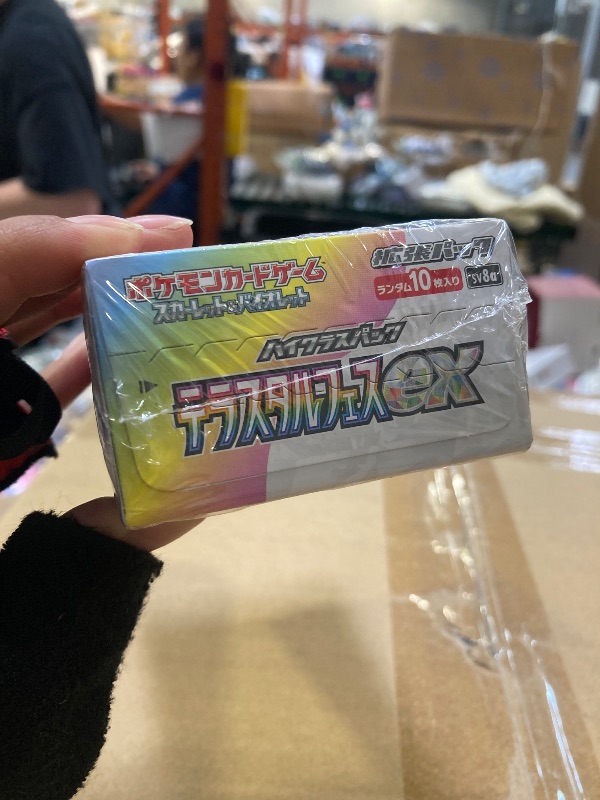 ポケモンカードゲーム
スカーレット&バイオレット
拡張パック
ランダム10枚入り
SV8a
ハイクラスパック
テラスタルフェスex